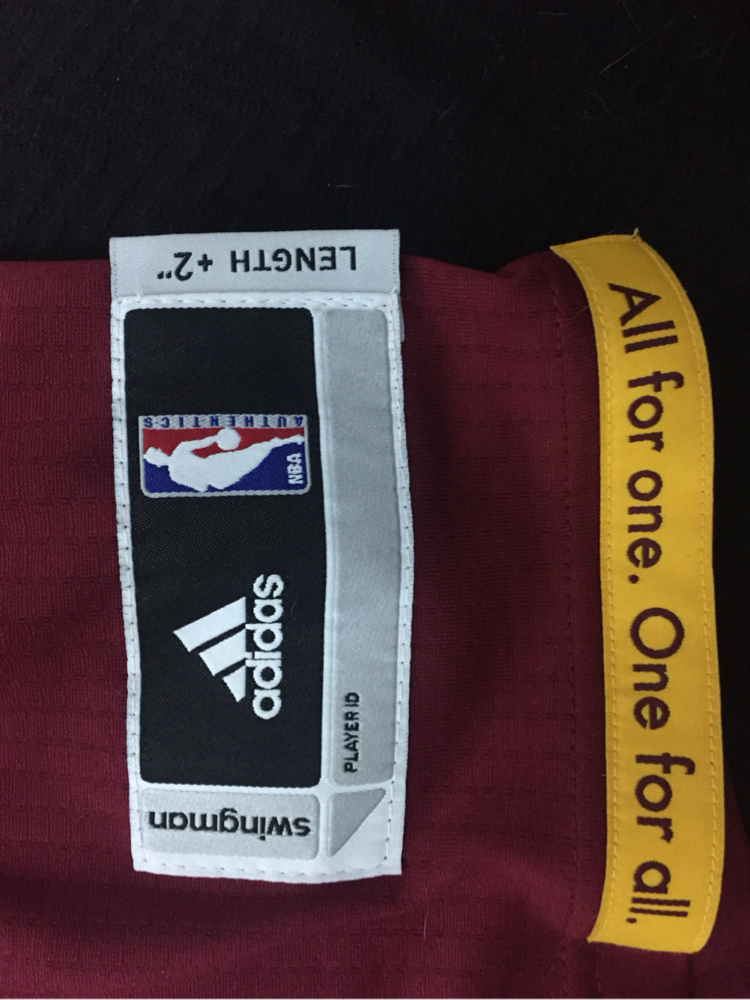 LENGTH +2"
AUTHENTICS
NBA
adidas
PLAYER ID
swingman
All for one. One for all.